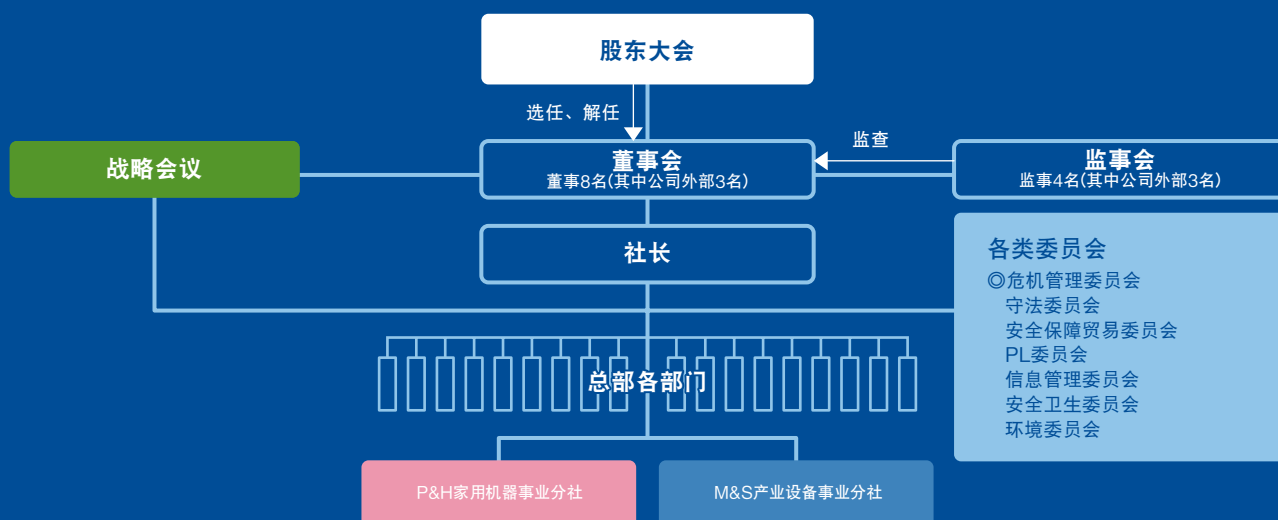 股东大会
选任、解任
战略会议
董事会
董事8名(其中公司外部3名)
监查
监事会
监事4名(其中公司外部3名)
社长
各类委员会
◎危机管理委员会
守法委员会
安全保障贸易委员会
PL委员会
信息管理委员会
安全卫生委员会
环境委员会
总部各部门
P&H家用机器事业分社
M&S产业设备事业分社